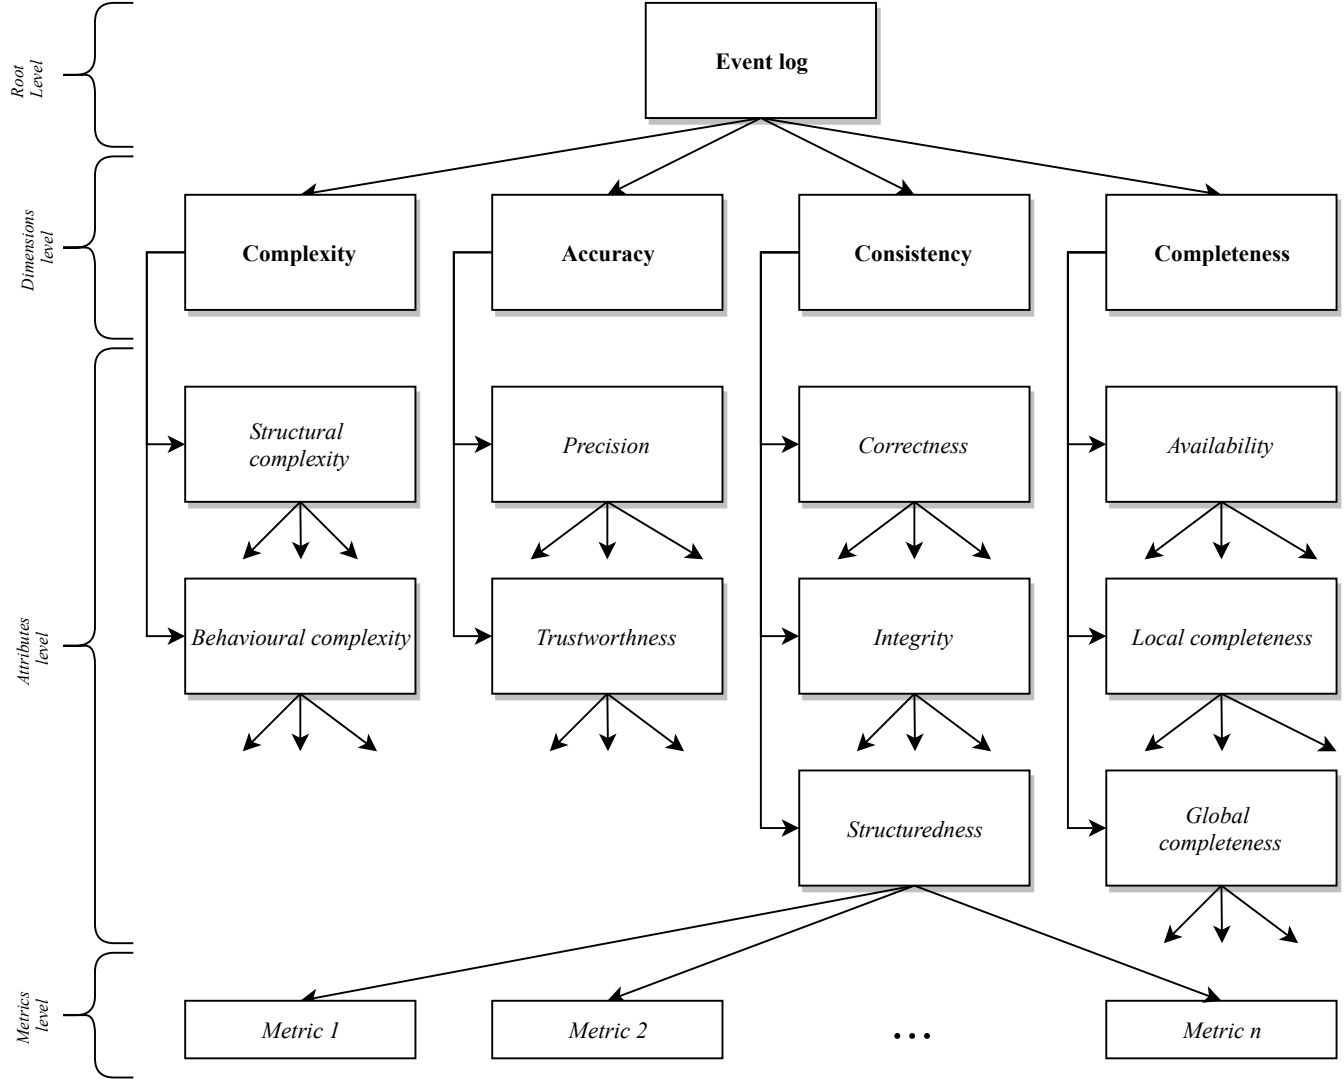 Root
Level
Event log
Dimensions
level
Complexity
Accuracy
Consistency
Completeness
Attributes
level
Structural
complexity
Precision
Correctness
Availability
Behavioural complexity
Trustworthness
Integrity
Local completeness
Structuredness
Global
completeness
Metrics
level
Metric 1
Metric 2
...
Metric n